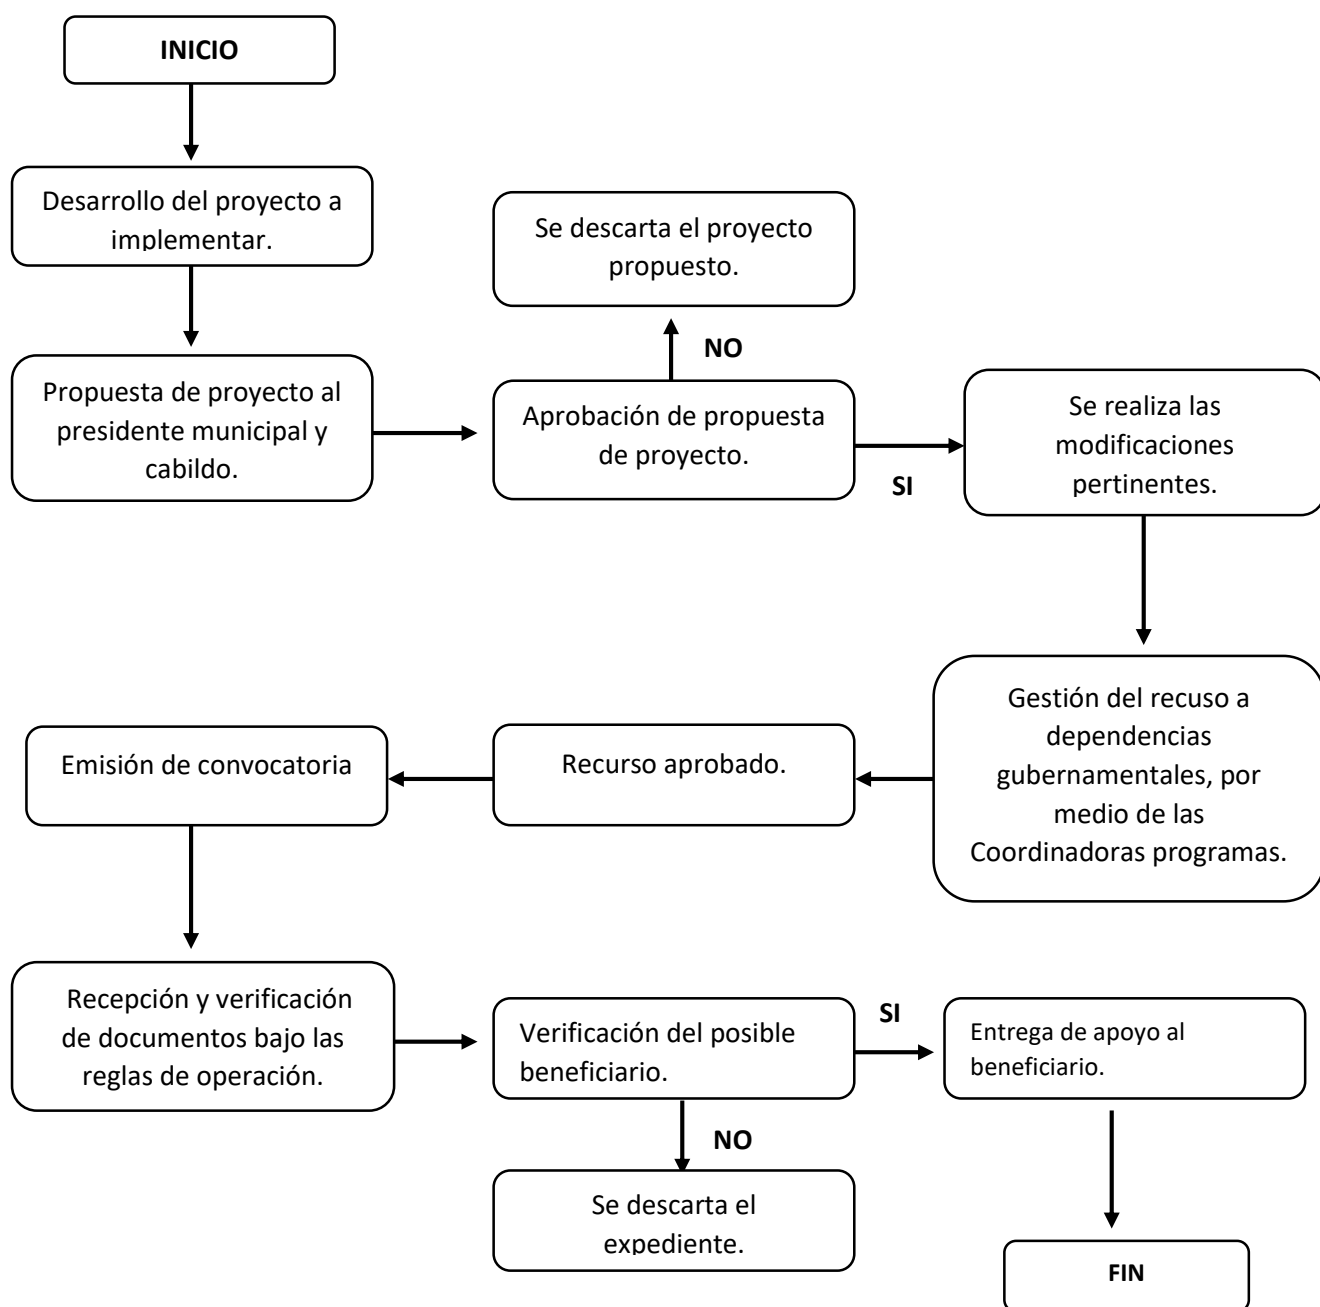 INICIO
Desarrollo del proyecto a
implementar.
Propuesta de proyecto al
presidente municipal y
cabildo.
Se descarta el proyecto
propuesto.
NO
Aprobación de propuesta
de proyecto.
SI
Se realiza las
modificaciones
pertinentes.
Gestión del recuso a
dependencias
gubernamentales, por
medio de las
Coordinadoras programas.
Recurso aprobado.
Emisión de convocatoria
Recepción y verificación
de documentos bajo las
reglas de operación.
Verificación del posible
beneficiario.
SI
Entrega de apoyo al
beneficiario.
NO
Se descarta el
expediente.
FIN